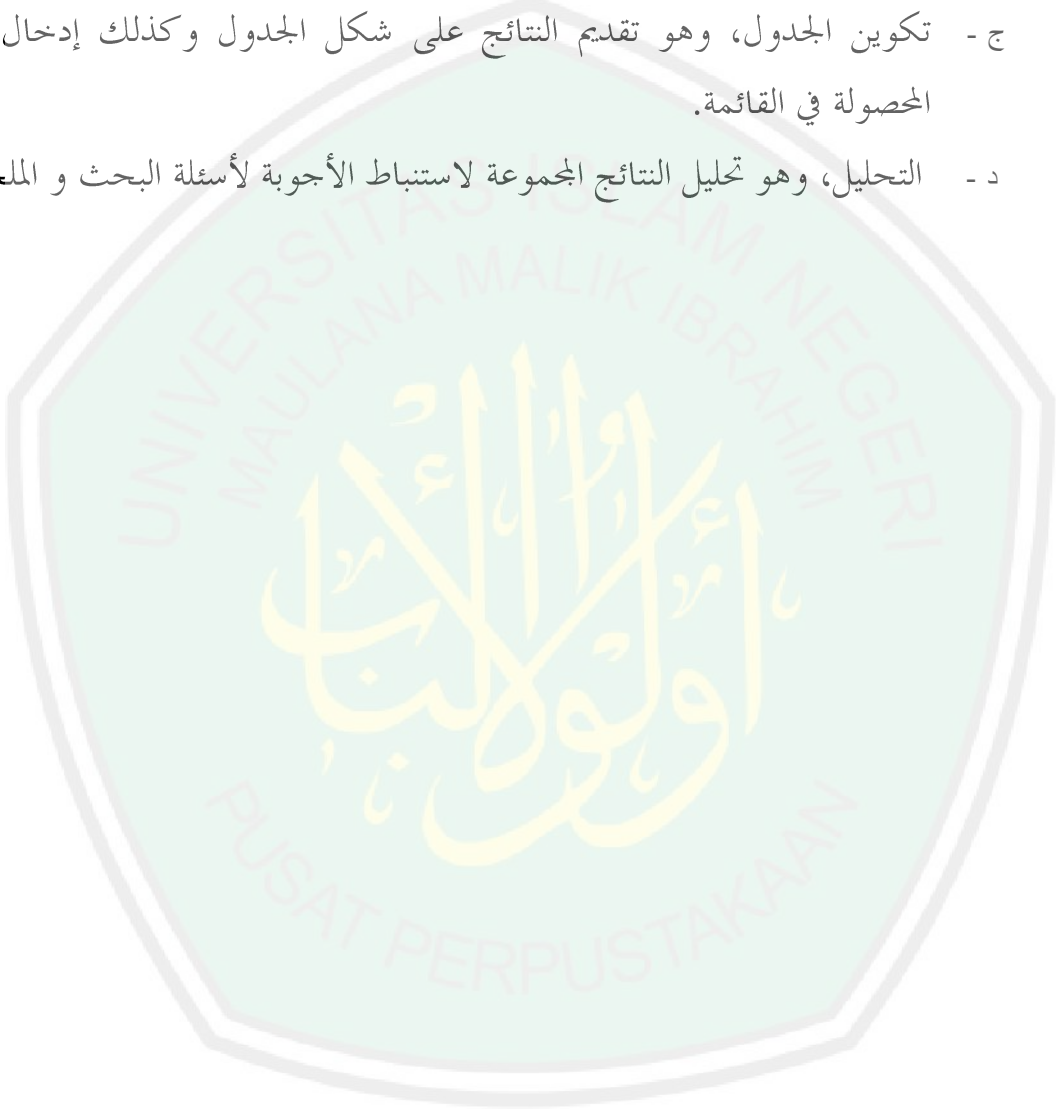 ج - تكوين الجدول، وهو تقديم النتائج على شكل الجدول وكذلك إدخال
المحصولة في القائمة.
د - التحليل، وهو تحليل النتائج المجموعة لاستنباط الأجوبة لأسئلة البحث و
UNIVERSITAS ISLAM NEGERI
MAULANA MALIK IBRAHIM
أولوا الألباب
PUSAT PERPUSTAKAAN